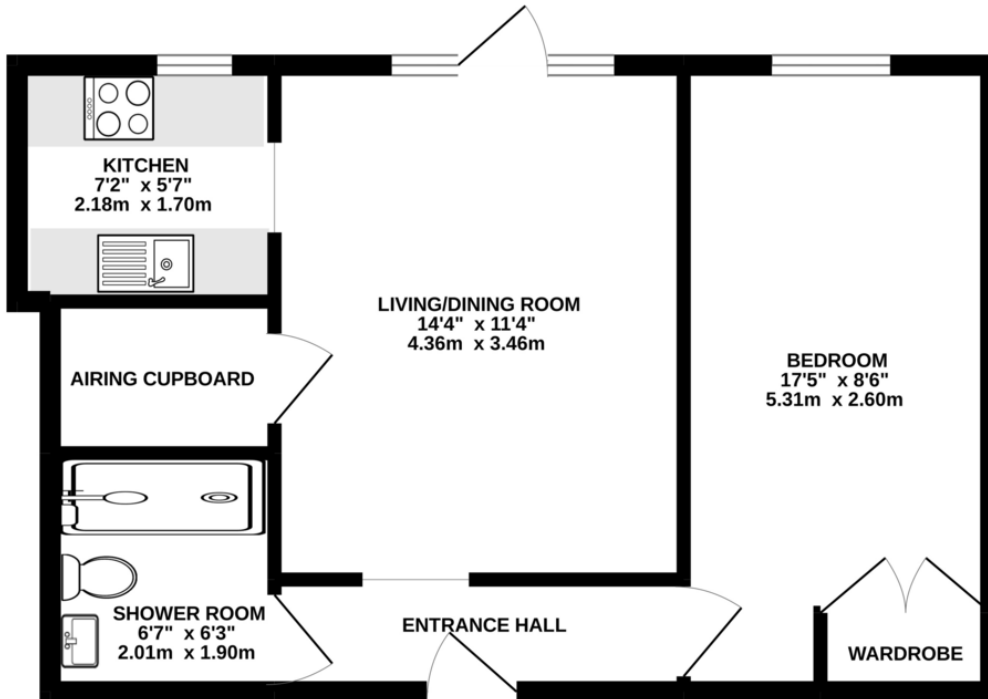 KITCHEN
7'2" x 5'7"
2.18m x 1.70m
LIVING/DINING ROOM
14'4" x 11'4"
4.36m x 3.46m
BEDROOM
17'5" x 8'6"
5.31m x 2.60m
AIRING CUPBOARD
SHOWER ROOM
6'7" x 6'3"
2.01m x 1.90m
ENTRANCE HALL
WARDROBE